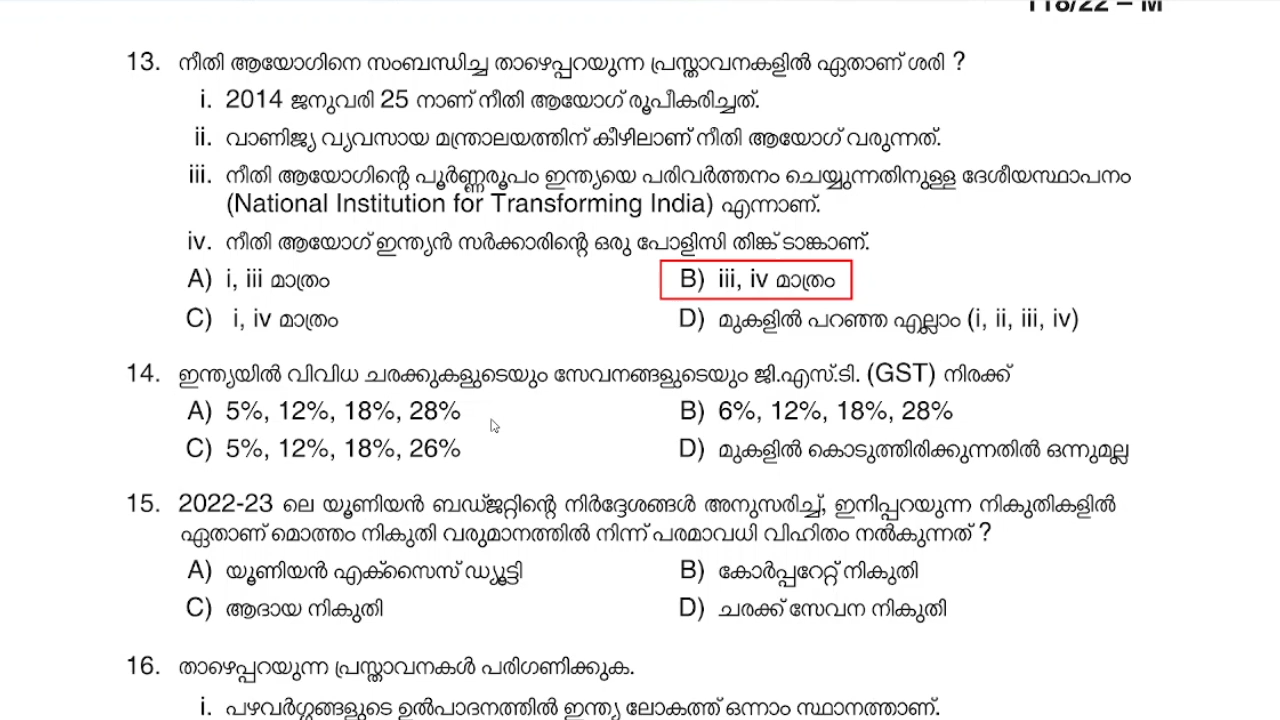 118/22 – M
13. നീതി ആയോഗിനെ സംബന്ധിച്ച താഴെപ്പറയുന്ന പ്രസ്താവനകളിൽ ഏതാണ് ശരി ?
i. 2014 ജനുവരി 25 നാണ് നീതി ആയോഗ് രൂപീകരിച്ചത്.
ii. വാണിജ്യ വ്യവസായ മന്ത്രാലയത്തിന് കീഴിലാണ് നീതി ആയോഗ് വരുന്നത്.
iii. നീതി ആയോഗിന്റെ പൂർണ്ണരൂപം ഇന്ത്യയെ പരിവർത്തനം ചെയ്യുന്നതിനുള്ള ദേശീയസ്ഥാപനം
(National Institution for Transforming India) എന്നാണ്.
iv. നീതി ആയോഗ് ഇന്ത്യൻ സർക്കാരിന്റെ ഒരു പോളിസി തിങ്ക് ടാങ്കാണ്.
A) i, iii മാത്രം B) iii, iv മാത്രം
C) i, iv മാത്രം D) മുകളിൽ പറഞ്ഞ എല്ലാം (i, ii, iii, iv)
14. ഇന്ത്യയിൽ വിവിധ ചരക്കുകളുടെയും സേവനങ്ങളുടെയും ജി.എസ്.ടി. (GST) നിരക്ക്
A) 5%, 12%, 18%, 28% B) 6%, 12%, 18%, 28%
C) 5%, 12%, 18%, 26% D) മുകളിൽ കൊടുത്തിരിക്കുന്നതിൽ ഒന്നുമല്ല
15. 2022-23 ലെ യൂണിയൻ ബഡ്ജറ്റിന്റെ നിർദ്ദേശങ്ങൾ അനുസരിച്ച്, ഇനിപ്പറയുന്ന നികുതികളിൽ
ഏതാണ് മൊത്തം നികുതി വരുമാനത്തിൽ നിന്ന് പരമാവധി വിഹിതം നൽകുന്നത് ?
A) യൂണിയൻ എക്സൈസ് ഡ്യൂട്ടി B) കോർപ്പറേറ്റ് നികുതി
C) ആദായ നികുതി D) ചരക്ക് സേവന നികുതി
16. താഴെപ്പറയുന്ന പ്രസ്താവനകൾ പരിഗണിക്കുക.
i. പഴവർഗ്ഗങ്ങളുടെ ഉൽപാദനത്തിൽ ഇന്ത്യ ലോകത്ത് ഒന്നാം സ്ഥാനത്താണ്.